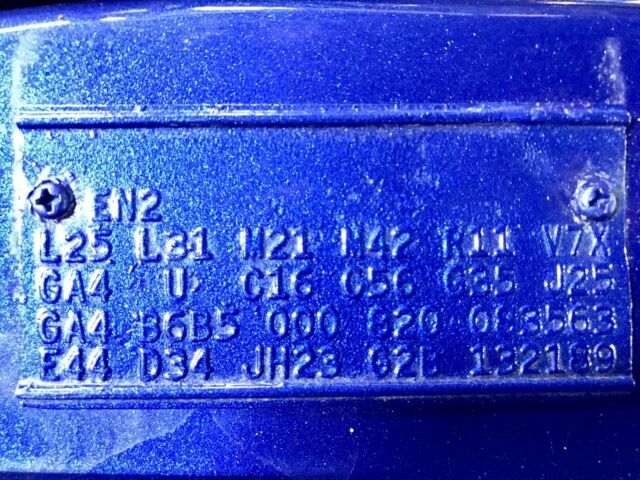 EN2
L25 L31 M21 M42 R11 V7X
GA4 U C16 C56 G35 J25
GA4 B6B5 000 820 083563
E44 D34 JH23 G2B 132189